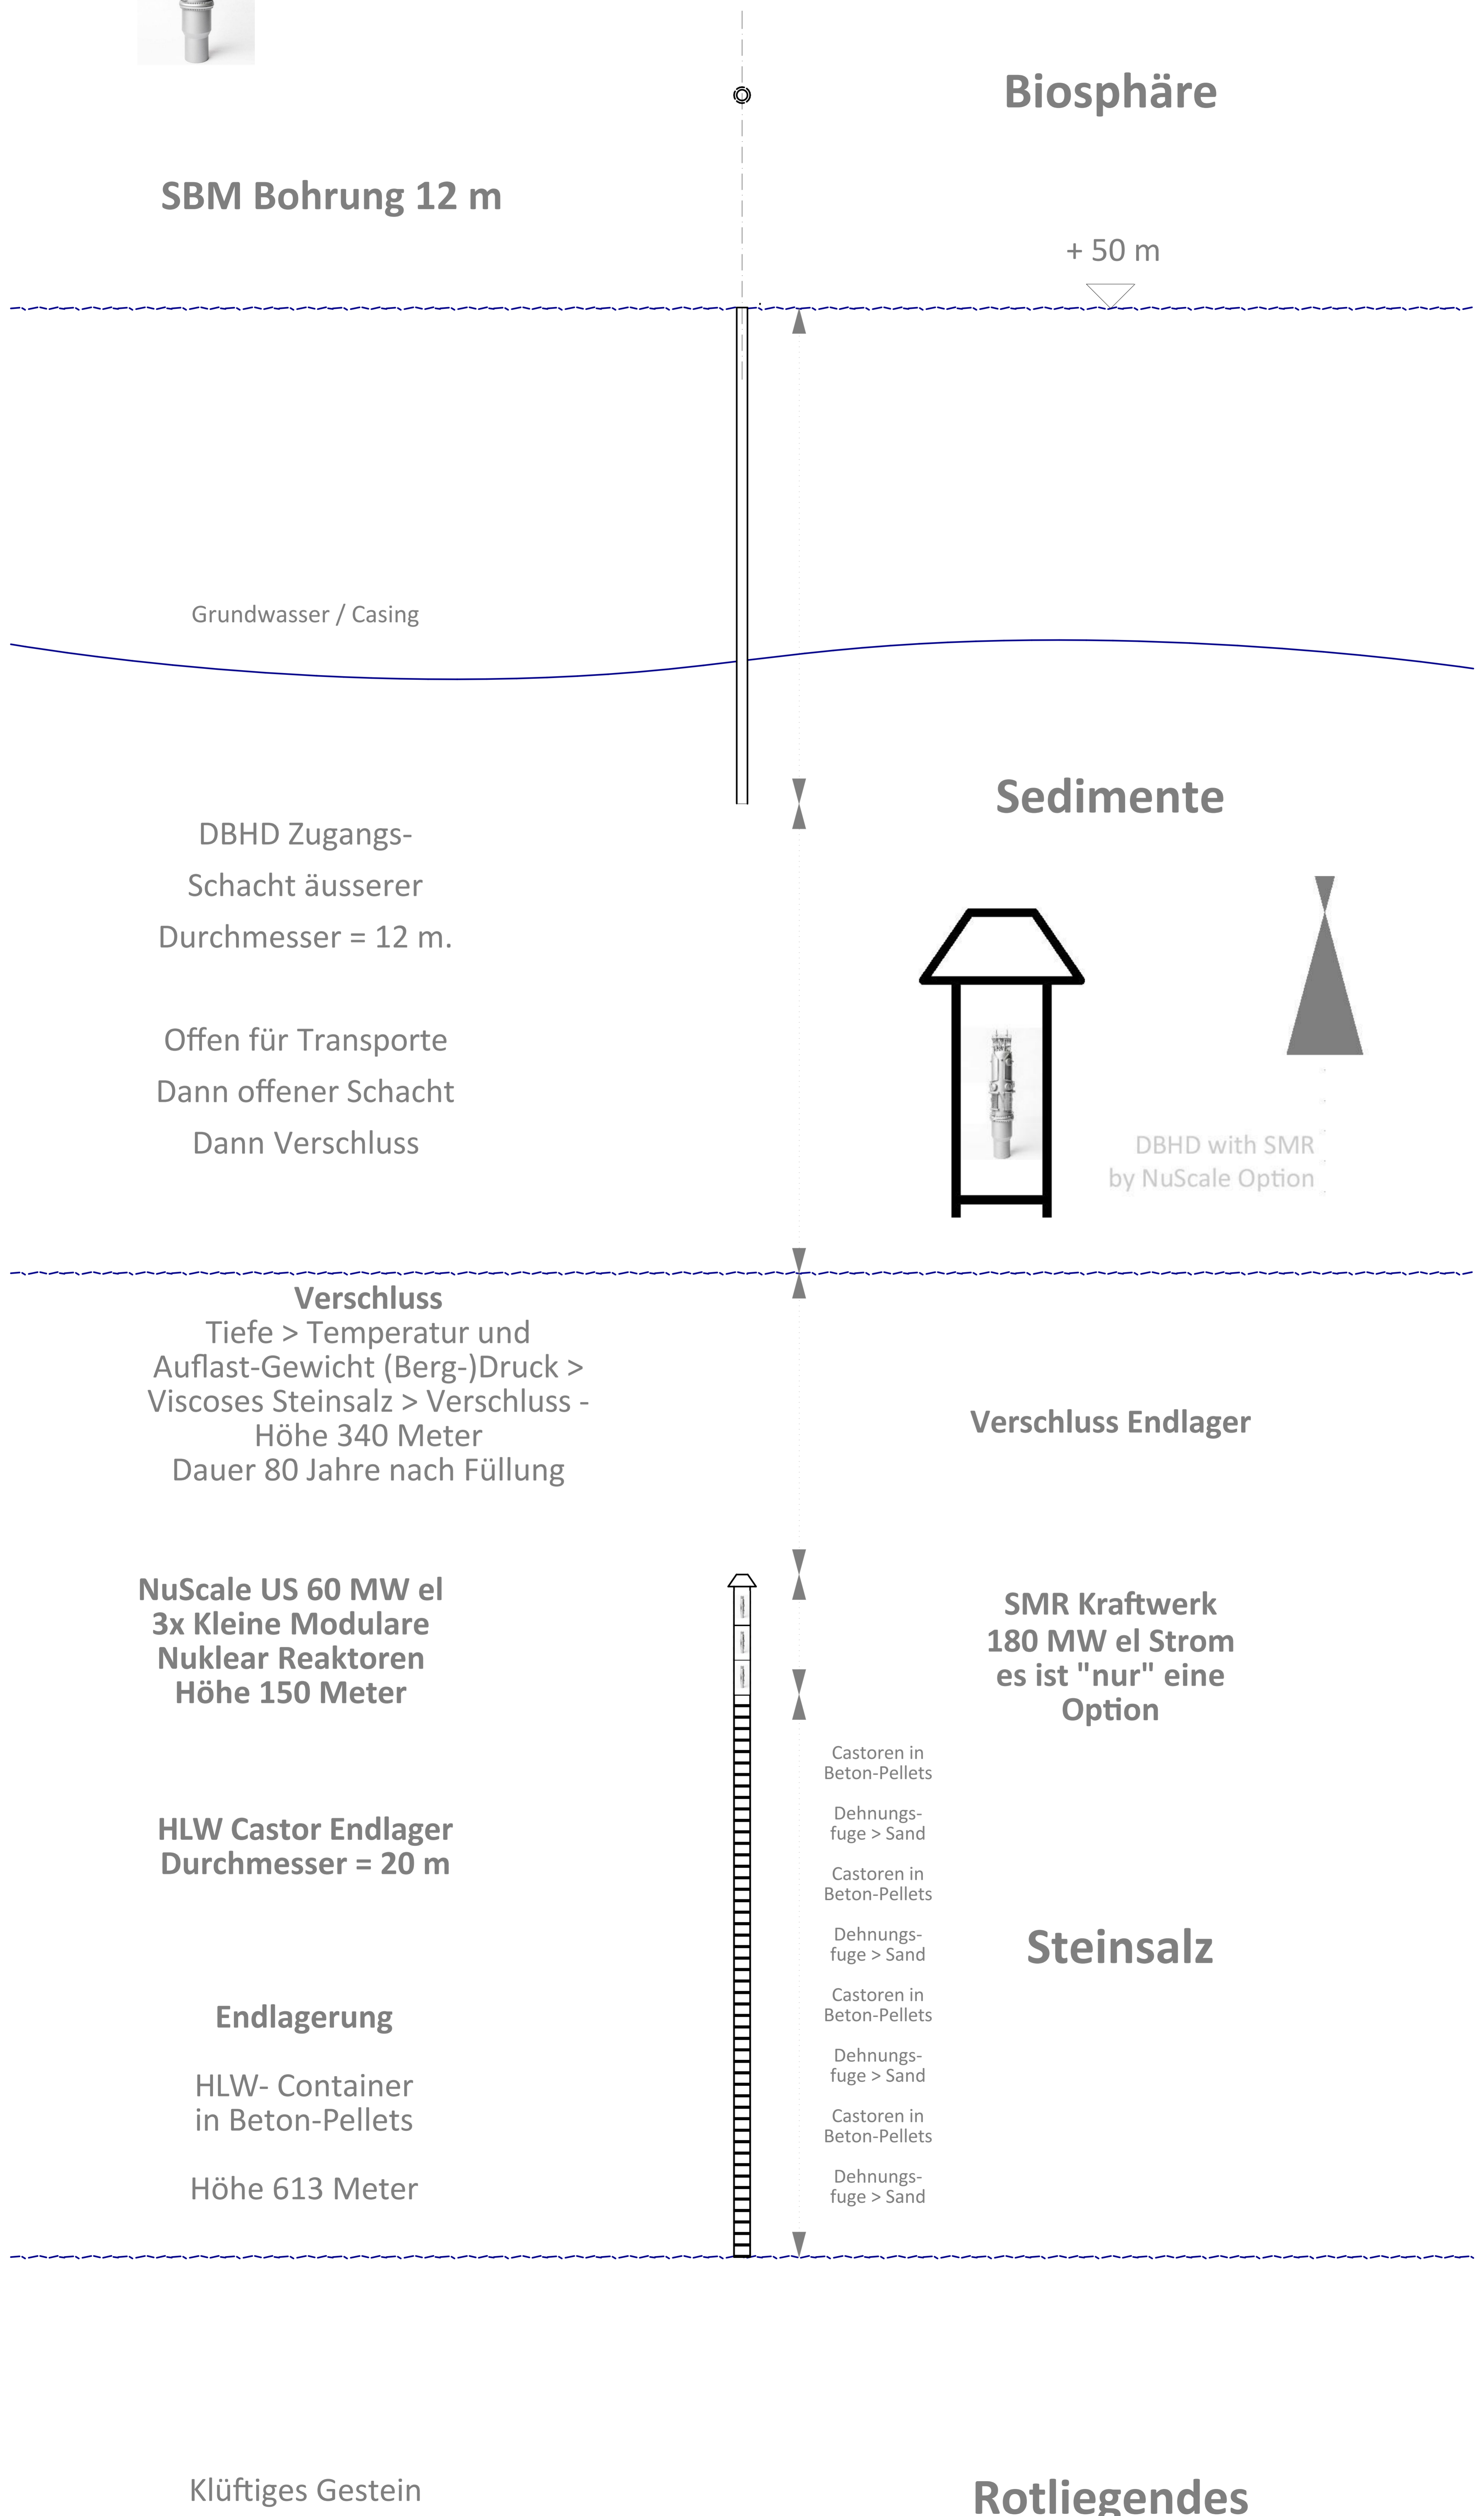 Biosphäre
SBM Bohrung 12 m
+ 50 m
Grundwasser / Casing
Sedimente
DBHD Zugangs-
Schacht äusserer
Durchmesser = 12 m.
Offen für Transporte
Dann offener Schacht
Dann Verschluss
DBHD with SMR
by NuScale Option
Verschluss
Tiefe > Temperatur und
Auflast-Gewicht (Berg-)Druck >
Viscoses Steinsalz > Verschluss -
Höhe 340 Meter
Dauer 80 Jahre nach Füllung
Verschluss Endlager
NuScale US 60 MW el
3x Kleine Modulare
Nuklear Reaktoren
Höhe 150 Meter
SMR Kraftwerk
180 MW el Strom
es ist "nur" eine
Option
Castoren in
Beton-Pellets
Dehnungs-
fuge > Sand
HLW Castor Endlager
Durchmesser = 20 m
Castoren in
Beton-Pellets
Dehnungs-
fuge > Sand
Steinsalz
Castoren in
Beton-Pellets
Dehnungs-
fuge > Sand
Castoren in
Beton-Pellets
Dehnungs-
fuge > Sand
Endlagerung
HLW- Container
in Beton-Pellets
Höhe 613 Meter
Klüftiges Gestein
Rotliegendes